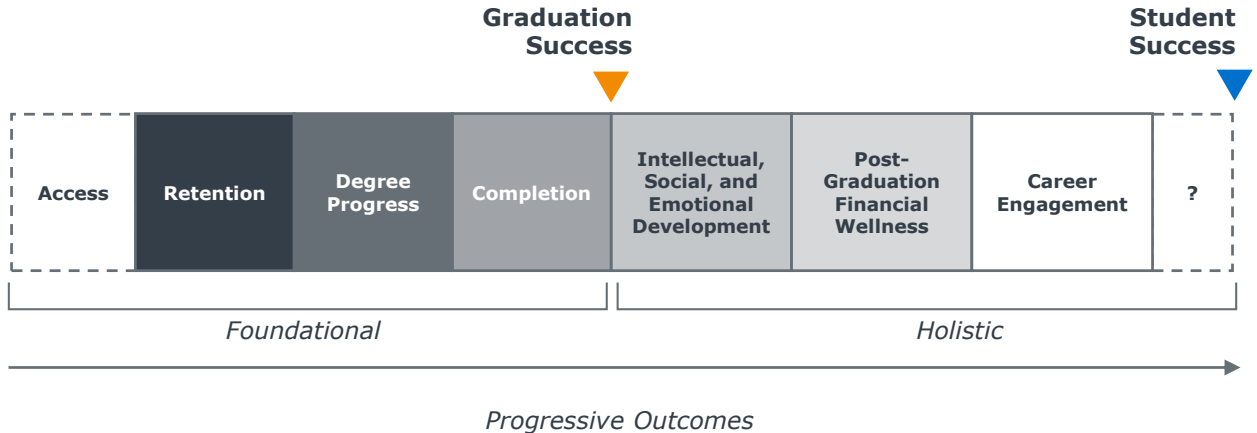 Graduation
Success
Student
Success
Access
Retention
Degree
Progress
Completion
Intellectual,
Social, and
Emotional
Development
Post-
Graduation
Financial
Wellness
Career
Engagement
?
Foundational
Holistic
Progressive Outcomes